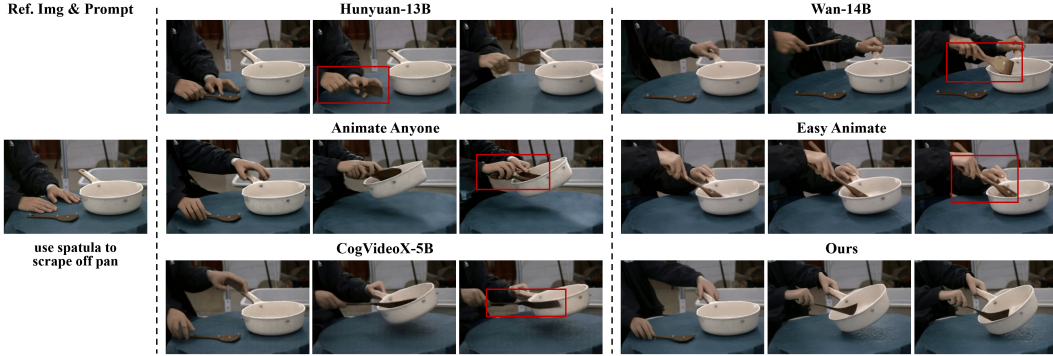 Ref. Img & Prompt
Hunyuan-13B
Wan-14B
Animate Anyone
Easy Animate
use spatula to
scrape off pan
CogVideoX-5B
Ours